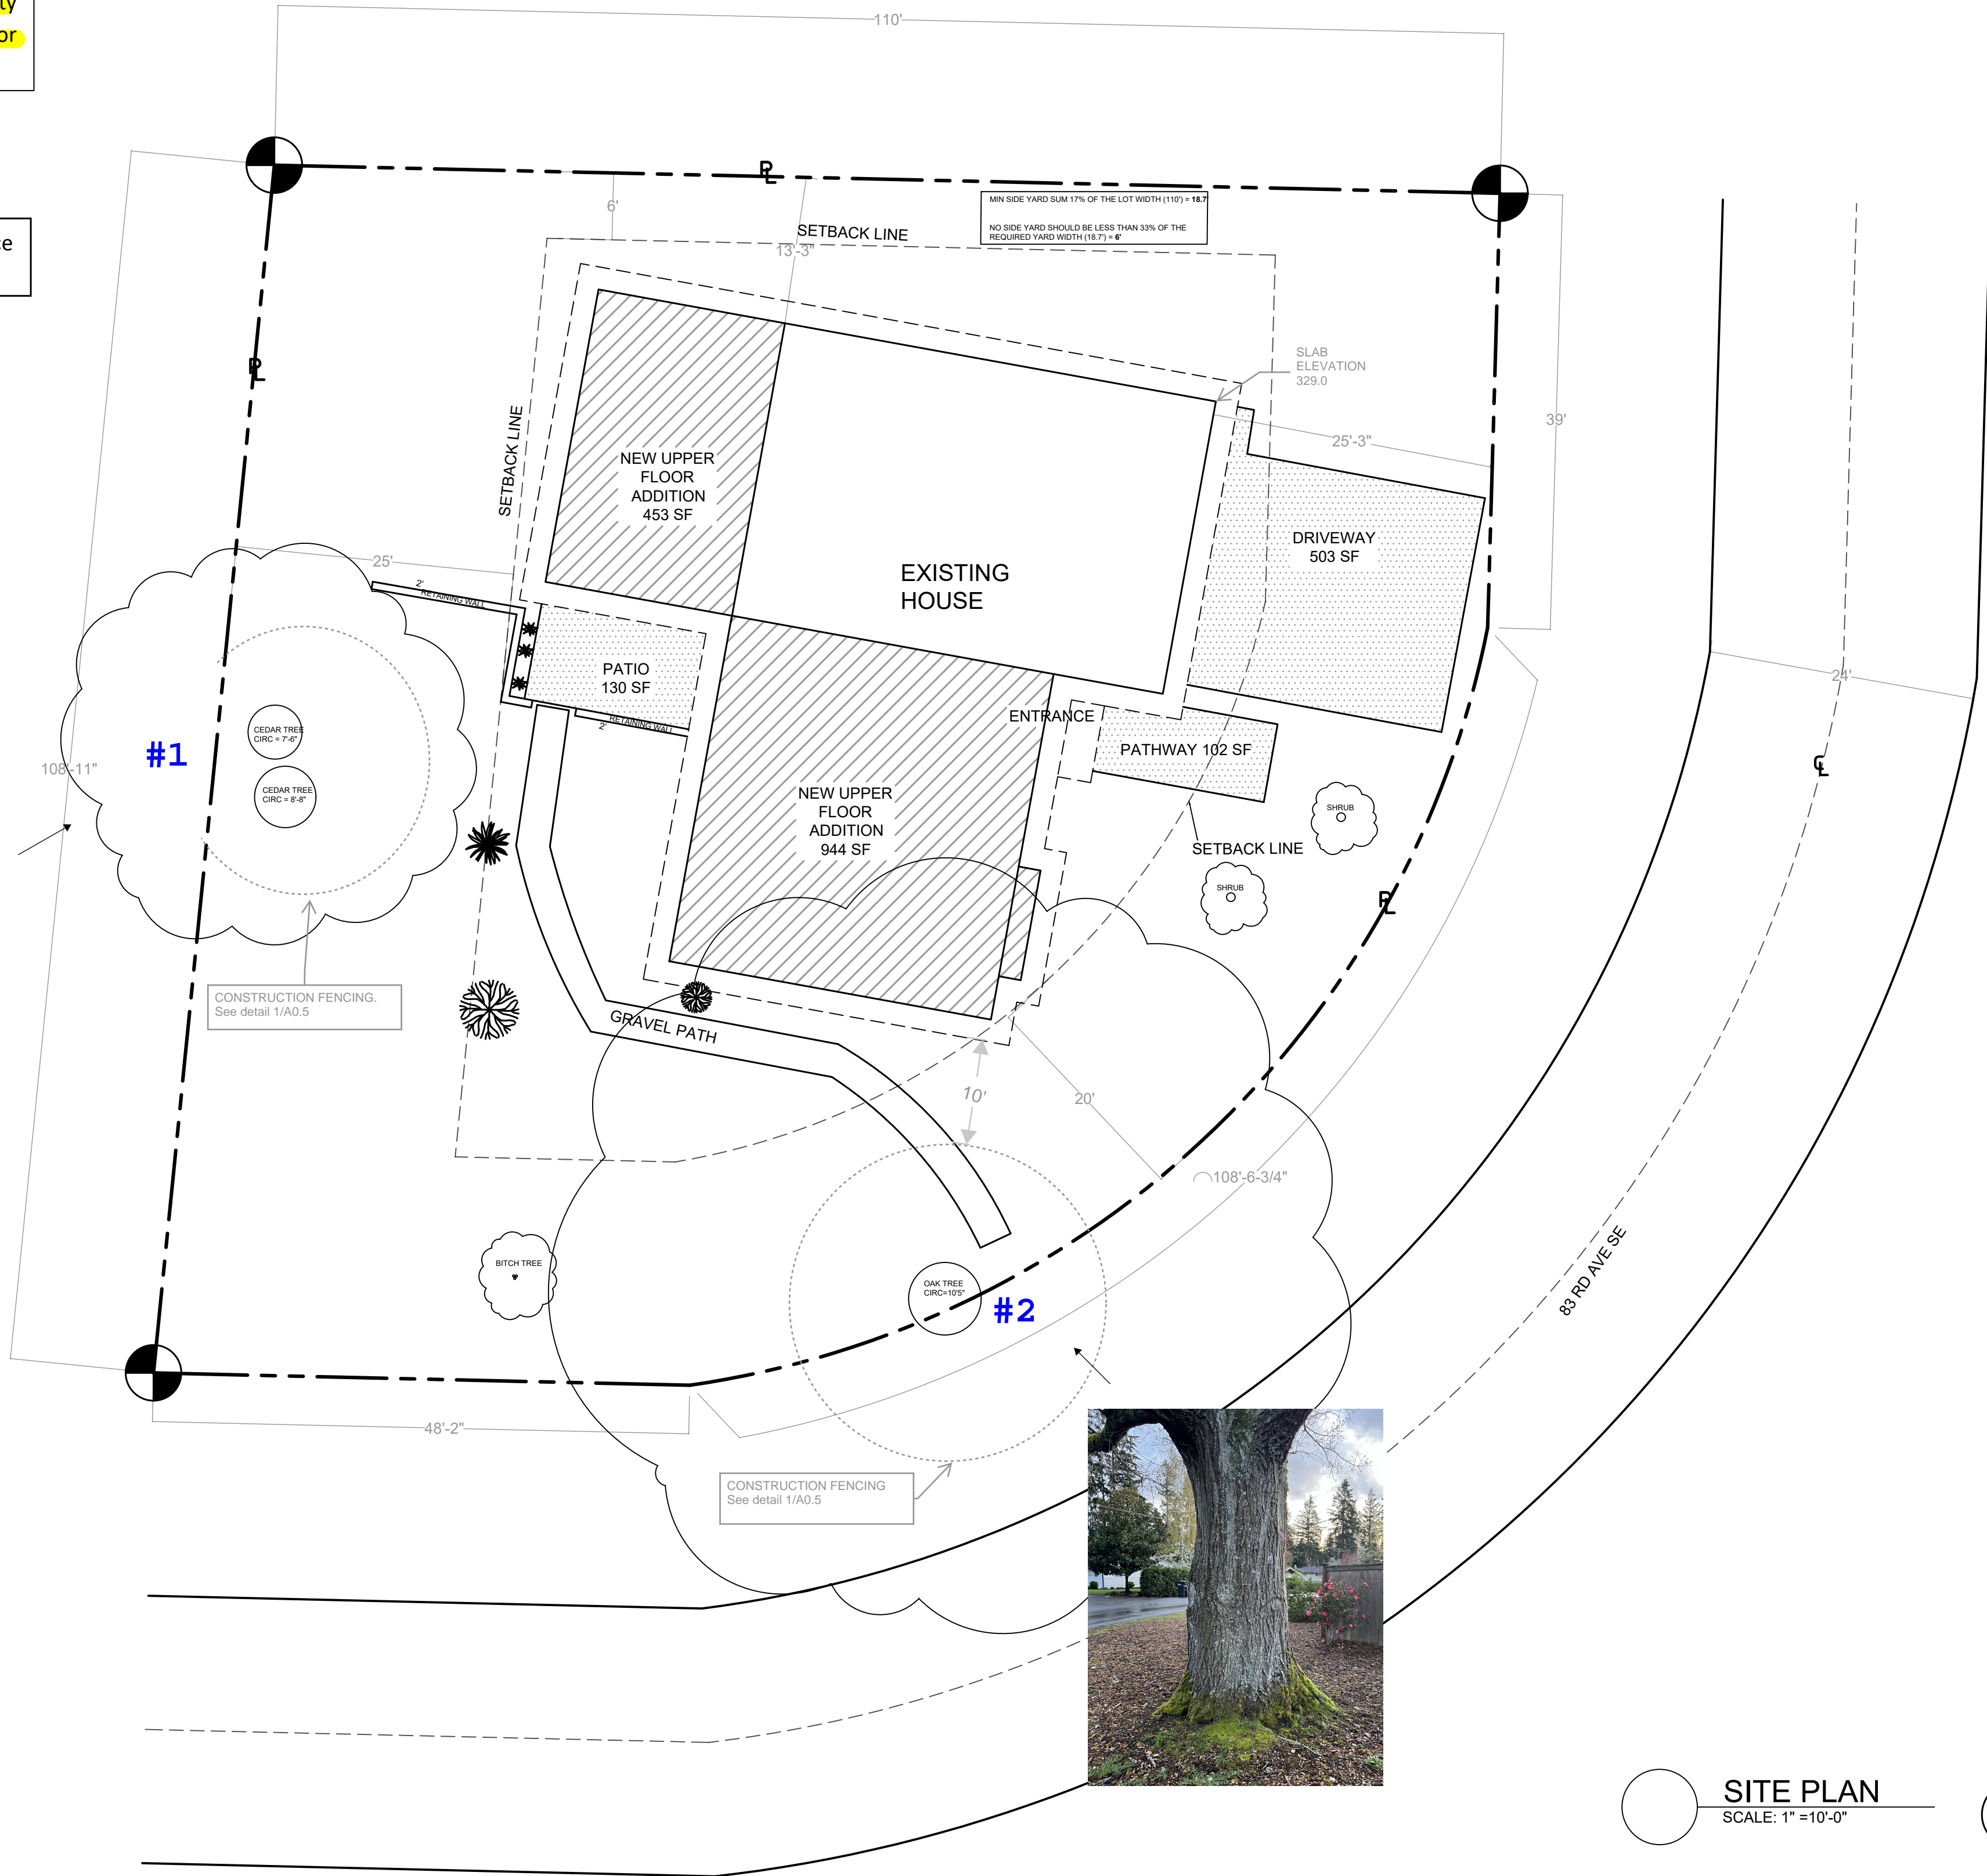 ly
or
ce
110'
6'
SETBACK LINE
13'-3"
MIN SIDE YARD SUM 17% OF THE LOT WIDTH (110') = 18.7'
NO SIDE YARD SHOULD BE LESS THAN 33% OF THE
REQUIRED YARD WIDTH (18.7') = 6'
PL
PL
SETBACK LINE
SLAB
ELEVATION
329.0
39'
25'-3"
NEW UPPER
FLOOR
ADDITION
453 SF
EXISTING
HOUSE
DRIVEWAY
503 SF
25'
2'
RETAINING WALL
PATIO
130 SF
2'
RETAINING WALL
ENTRANCE
PATHWAY 102 SF
24'
CL
CEDAR TREE
CIRC = 7'-6"
#1
CEDAR TREE
CIRC = 8'-8"
108'-11"
NEW UPPER
FLOOR
ADDITION
944 SF
SHRUB
SETBACK LINE
SHRUB
PL
CONSTRUCTION FENCING.
See detail 1/A0.5
GRAVEL PATH
10'
20'
108'-6-3/4"
BITCH TREE
OAK TREE
CIRC=10'5"
#2
83 RD AVE SE
48'-2"
CONSTRUCTION FENCING
See detail 1/A0.5
SITE PLAN
SCALE: 1" =10'-0"